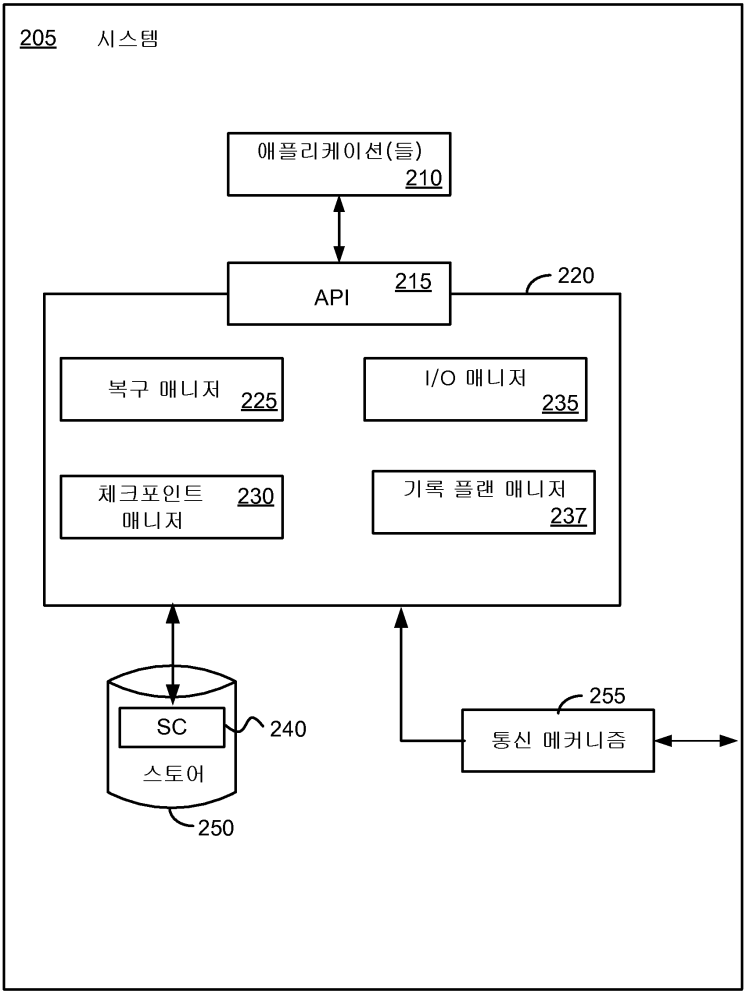 205 시스템
애플리케이션(들)
210
215
API
220
복구 매니저
225
I/O 매니저
235
체크포인트 230
매니저
기록 플랜 매니저
237
255
SC
240
통신 메커니즘
스토어
250